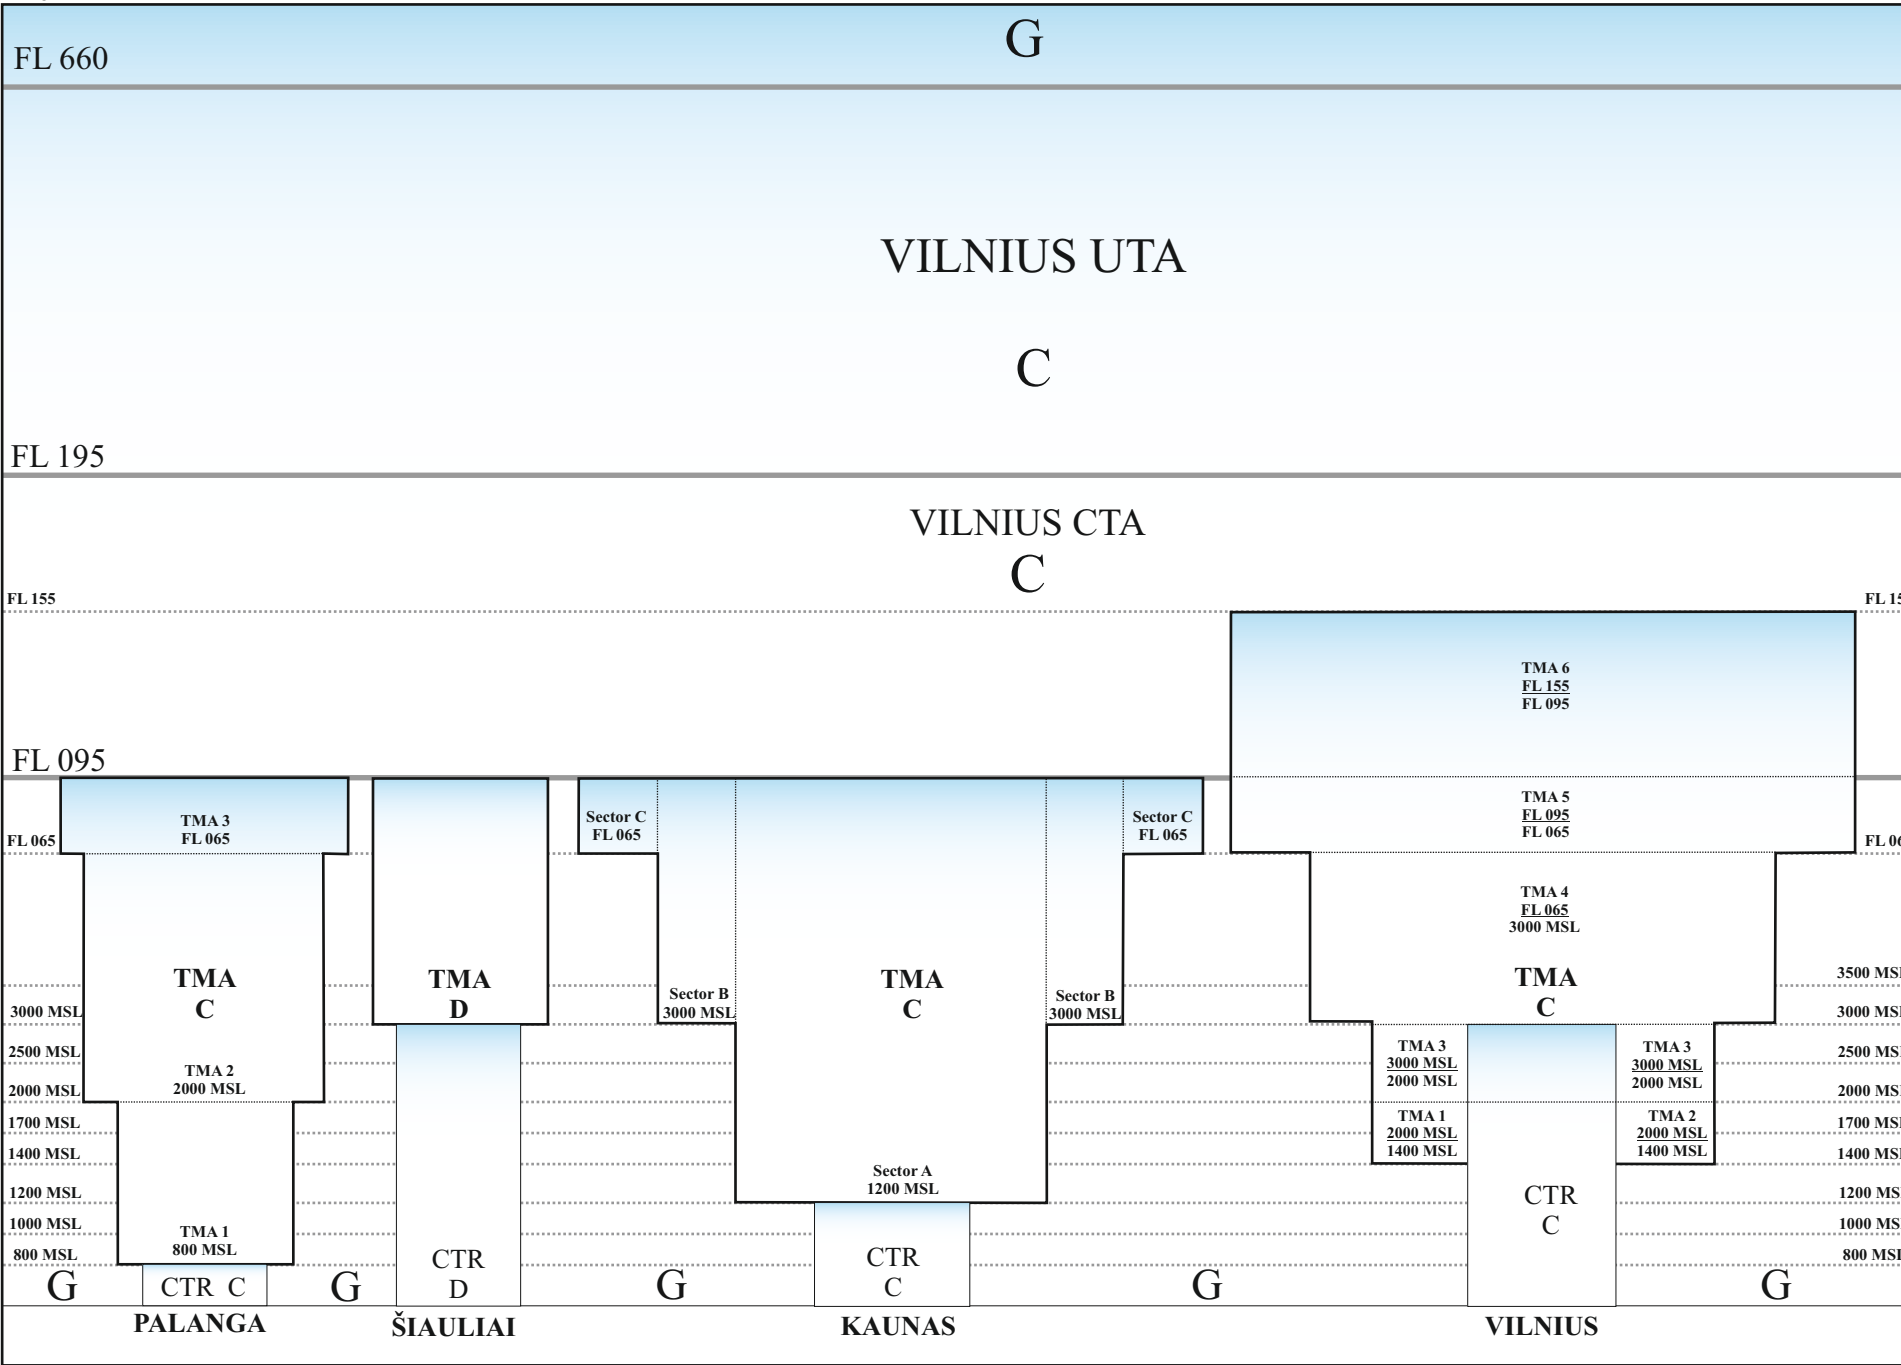 G
FL 660
VILNIUS UTA
C
FL 195
VILNIUS CTA
C
FL 155
FL 15
TMA 6
FL 155
FL 095
FL 095
TMA 5
FL 095
FL 065
TMA 3
FL 065
Sector C
FL 065
Sector C
FL 065
FL 065
FL 06
TMA 4
FL 065
3000 MSL
TMA
C
TMA
D
TMA
C
TMA
C
Sector B
3000 MSL
Sector B
3000 MSL
3500 MSL
3000 MSL
3000 MSL
2500 MSL
2500 MSL
TMA 3
3000 MSL
2000 MSL
TMA 3
3000 MSL
2000 MSL
TMA 2
2000 MSL
2000 MSL
2000 MSL
1700 MSL
1700 MSL
TMA 1
2000 MSL
1400 MSL
TMA 2
2000 MSL
1400 MSL
1400 MSL
1400 MSL
Sector A
1200 MSL
1200 MSL
1200 MSL
1000 MSL
1000 MSL
TMA 1
800 MSL
800 MSL
800 MSL
CTR C
CTR
D
CTR
C
CTR
C
G
G
G
G
G
PALANGA
ŠIAULIAI
KAUNAS
VILNIUS